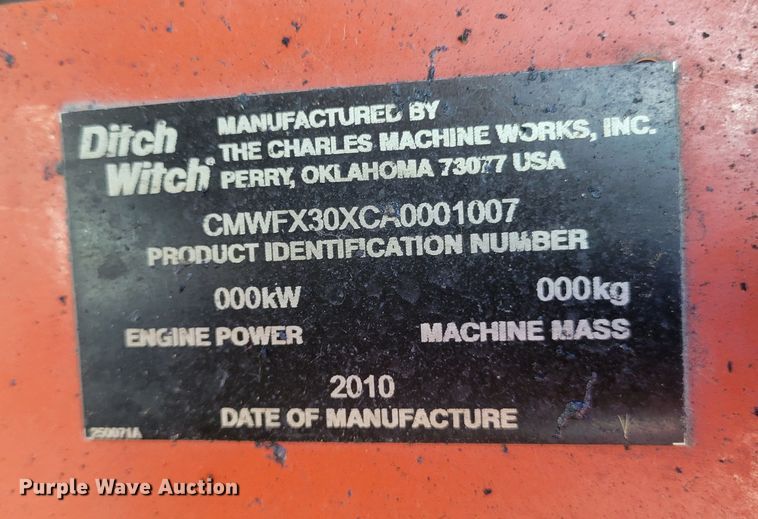 Ditch Witch®
MANUFACTURED BY
THE CHARLES MACHINE WORKS, INC.
PERRY, OKLAHOMA 73077 USA
CMWFX30XCA0001007
PRODUCT IDENTIFICATION NUMBER
000kW
ENGINE POWER
000kg
MACHINE MASS
2010
DATE OF MANUFACTURE
250071A
Purple Wave Auction